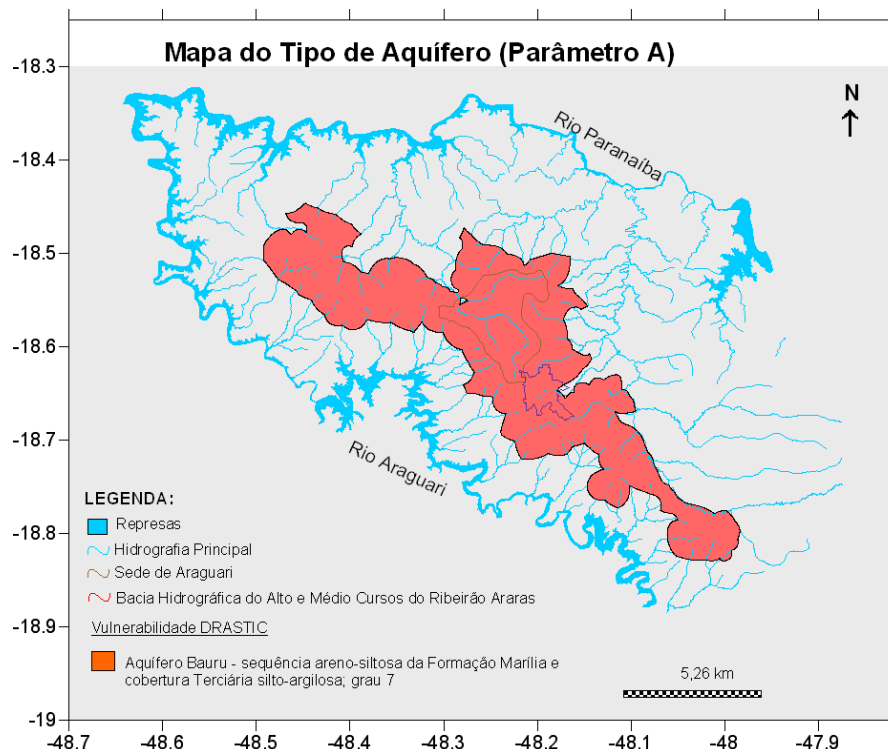 Mapa do Tipo de Aquífero (Parâmetro A)
-18.3
N
Rio Paranaíba
-18.4
-18.5
-18.6
-18.7
Rio Araguari
LEGENDA:
Represas
-18.8
Hidrografia Principal
Sede de Araguari
Bacia Hidrográfica do Alto e Médio Cursos do Ribeirão Araras
-18.9
Vulnerabilidade DRASTIC
Aquífero Bauru - sequência areno-siltosa da Formação Marília e
cobertura Terciária silto-argilosa; grau 7
5,26 km
-19
-48.7 -48.6 -48.5 -48.4 -48.3 -48.2 -48.1 -48 -47.9